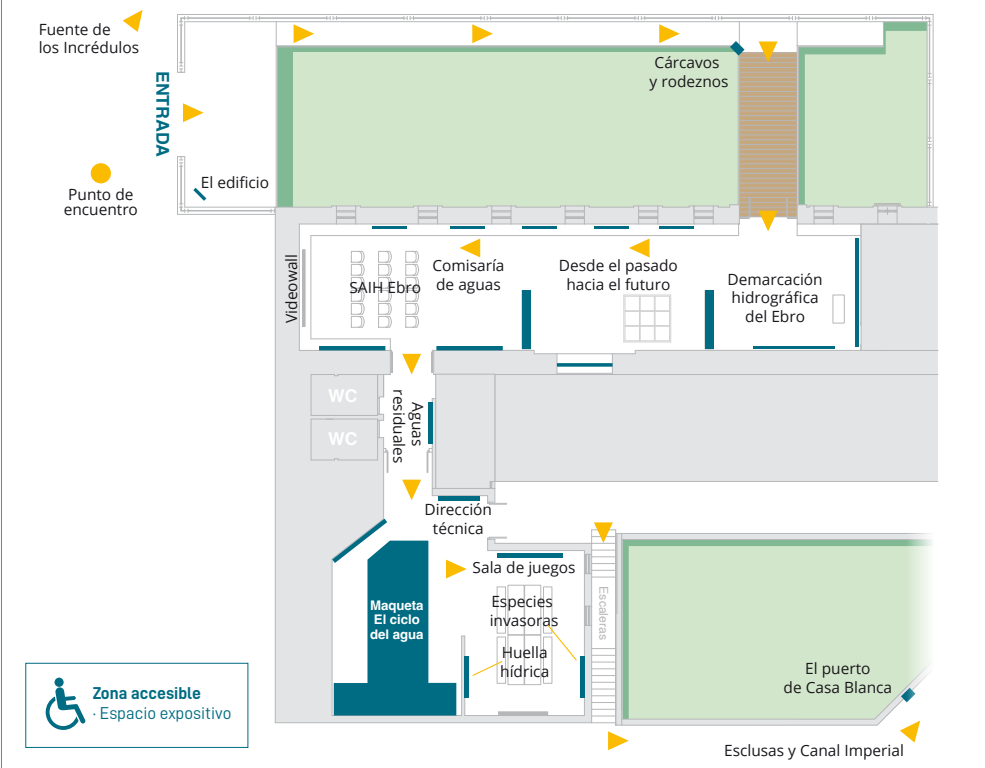 Fuente de
los Incrédulos
ENTRADA
Punto de
encuentro
El edificio
Cárcavos
y rodeznos
Videowall
SAIH Ebro
Comisaría
de aguas
Desde el pasado
hacia el futuro
Demarcación
hidrográfica
del Ebro
WC
WC
Aguas
residuales
Dirección
técnica
Sala de juegos
Especies
invasoras
Huella
hídrica
Maqueta
El ciclo
del agua
Escaleras
El puerto
de Casa Blanca
Esclusas y Canal Imperial
Zona accesible
· Espacio expositivo